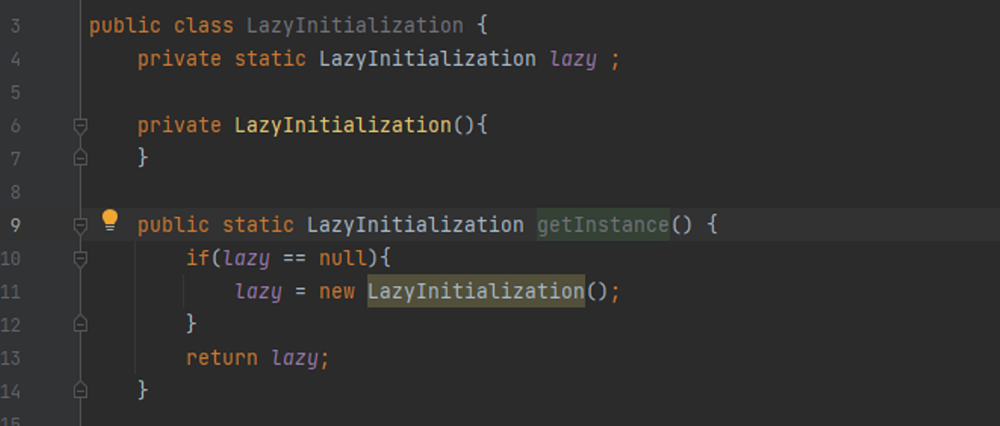 3 public class LazyInitialization {
4 private static LazyInitialization lazy ;
5
6 private LazyInitialization(){
7 }
8
9 public static LazyInitialization getInstance() {
10 if(lazy == null){
11 lazy = new LazyInitialization();
12 }
13 return lazy;
14 }
15